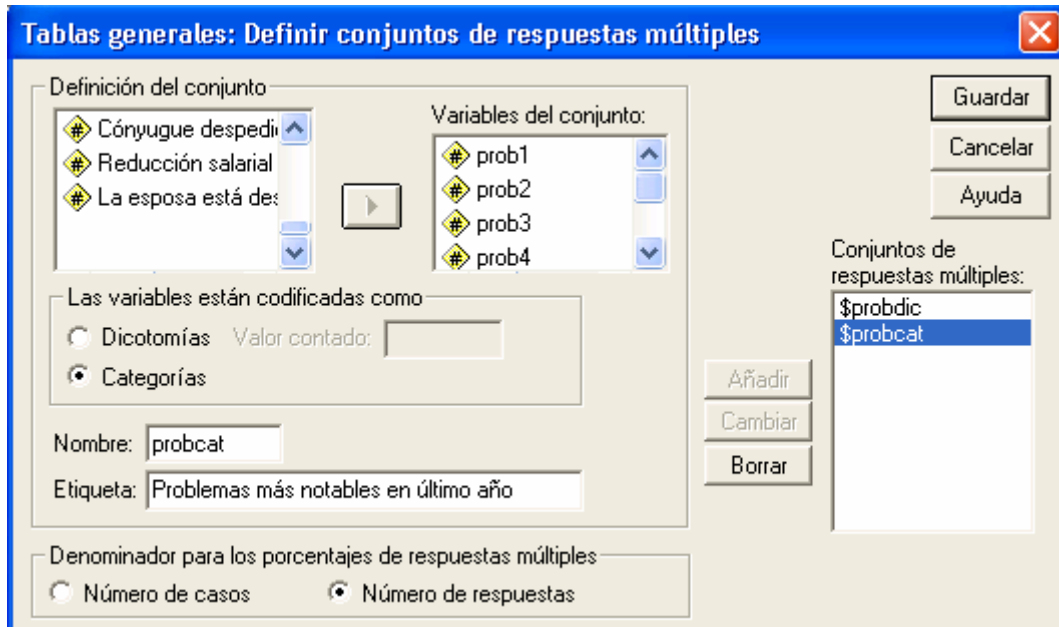 Tablas generales: Definir conjuntos de respuestas múltiples
Definición del conjunto
Cónyugue despedi
Reducción salarial
La esposa está des
Variables del conjunto:
prob1
prob2
prob3
prob4
Las variables están codificadas como
Dicotomías Valor contado:
Categorías
Nombre: probcat
Etiqueta: Problemas más notables en último año
Denominador para los porcentajes de respuestas múltiples
Número de casos Número de respuestas
Guardar
Cancelar
Ayuda
Conjuntos de
respuestas múltiples:
$probdic
$probcat
Añadir
Cambiar
Borrar